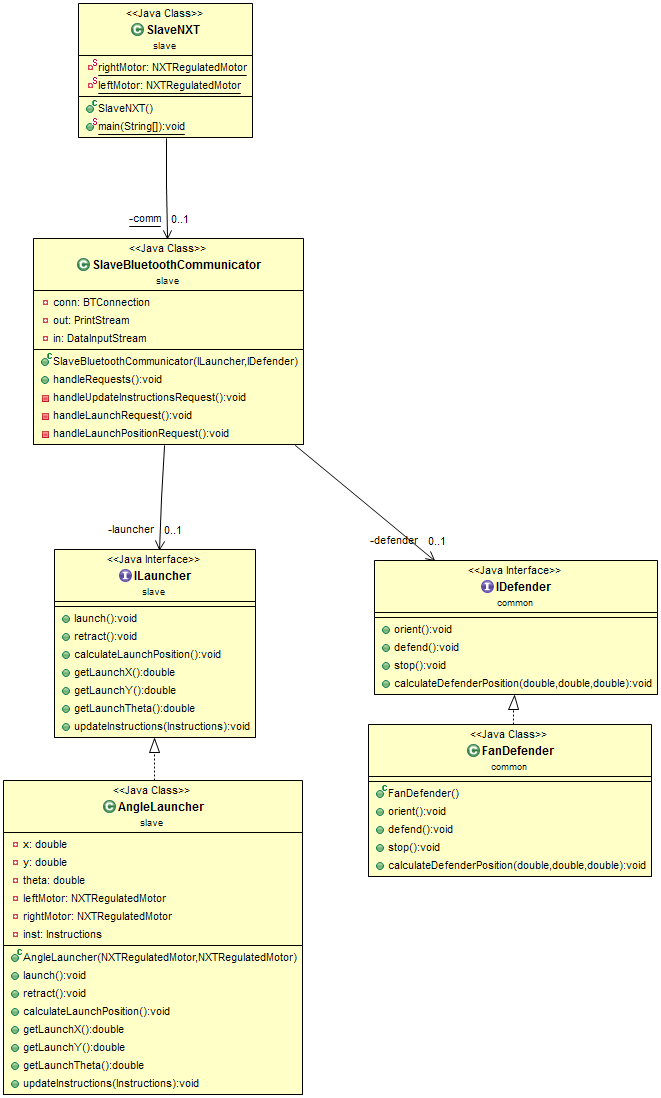 <<Java Class>>
C SlaveNXT
slave
S rightMotor: NXTRegulatedMotor
S leftMotor: NXTRegulatedMotor
C SlaveNXT()
S main(String[]):void
-comm 0..1
<<Java Class>>
C SlaveBluetoothCommunicator
slave
conn: BTConnection
out: PrintStream
in: DataInputStream
C SlaveBluetoothCommunicator(ILauncher,IDefender)
handleRequests():void
handleUpdateInstructionsRequest():void
handleLaunchRequest():void
handleLaunchPositionRequest():void
-launcher 0..1
-defender 0..1
<<Java Interface>>
I ILauncher
slave
launch():void
retract():void
calculateLaunchPosition():void
getLaunchX():double
getLaunchY():double
getLaunchTheta():double
updateInstructions(Instructions):void
<<Java Interface>>
I IDefender
common
orient():void
defend():void
stop():void
calculateDefenderPosition(double,double,double):void
<<Java Class>>
C FanDefender
common
C FanDefender()
orient():void
defend():void
stop():void
calculateDefenderPosition(double,double,double):void
<<Java Class>>
C AngleLauncher
slave
x: double
y: double
theta: double
leftMotor: NXTRegulatedMotor
rightMotor: NXTRegulatedMotor
inst: Instructions
C AngleLauncher(NXTRegulatedMotor,NXTRegulatedMotor)
launch():void
retract():void
calculateLaunchPosition():void
getLaunchX():double
getLaunchY():double
getLaunchTheta():double
updateInstructions(Instructions):void